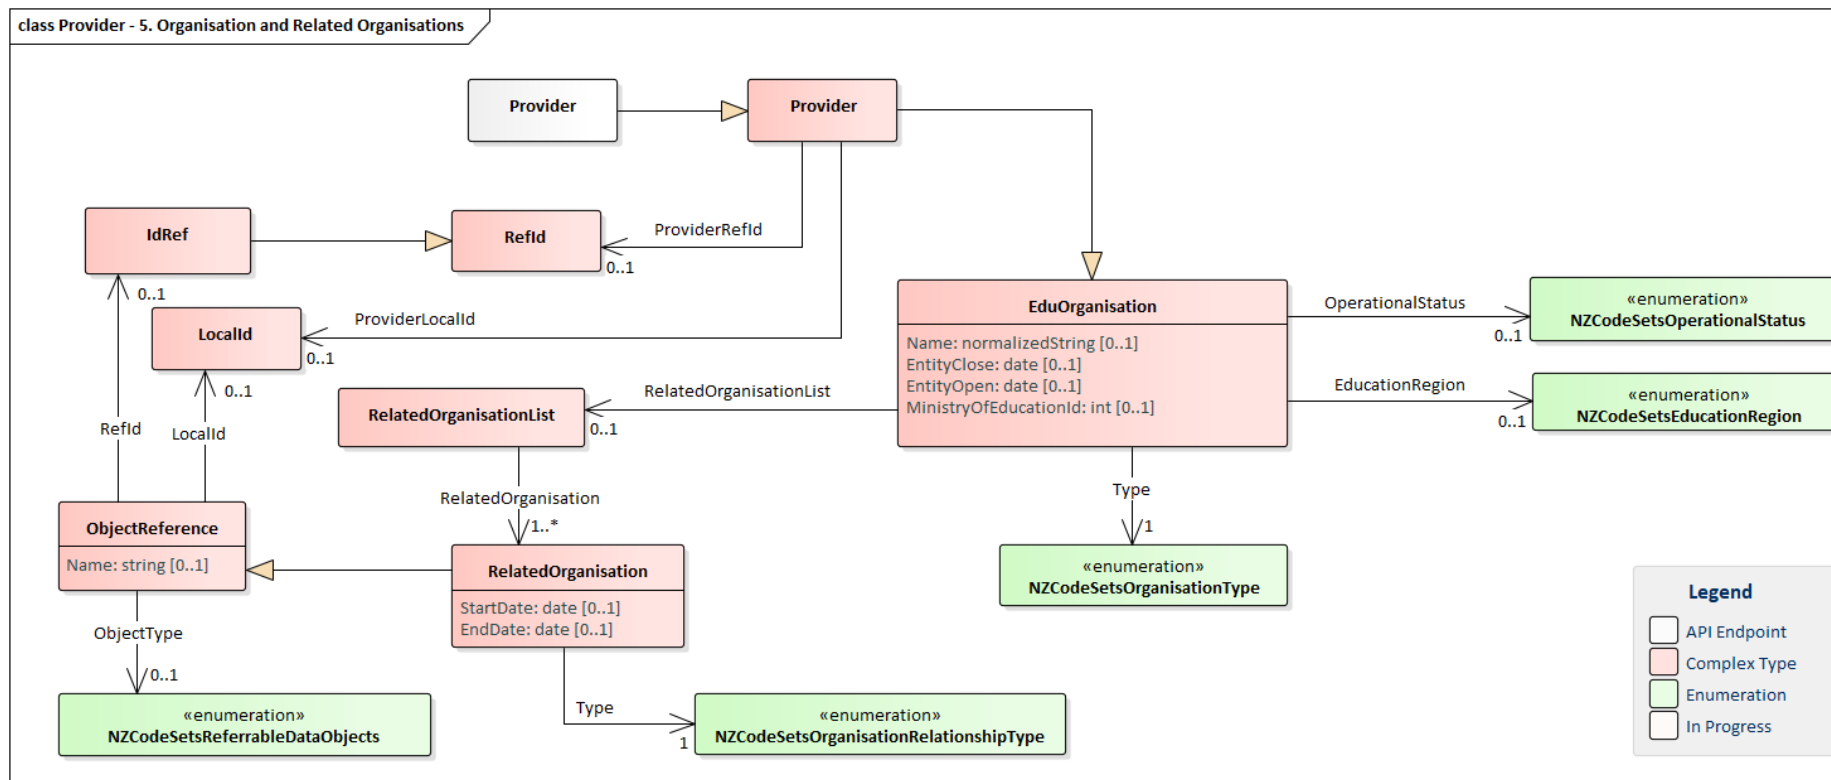 class Provider - 5. Organisation and Related Organisations
Provider
Provider
IdRef
RefId
ProviderRefId
0..1
0..1
LocalId
ProviderLocalId
0..1
0..1
EduOrganisation
Name: normalizedString [0..1]
EntityClose: date [0..1]
EntityOpen: date [0..1]
MinistryOfEducationId: int [0..1]
OperationalStatus
0..1
«enumeration»
NZCodeSetsOperationalStatus
EducationRegion
0..1
«enumeration»
NZCodeSetsEducationRegion
RelatedOrganisationList
0..1
RelatedOrganisationList
RefId
LocalId
RelatedOrganisation
1..*
Type
1
ObjectReference
Name: string [0..1]
RelatedOrganisation
StartDate: date [0..1]
EndDate: date [0..1]
«enumeration»
NZCodeSetsOrganisationType
ObjectType
0..1
«enumeration»
NZCodeSetsReferrableDataObjects
Type
1
«enumeration»
NZCodeSetsOrganisationRelationshipType
Legend
API Endpoint
Complex Type
Enumeration
In Progress